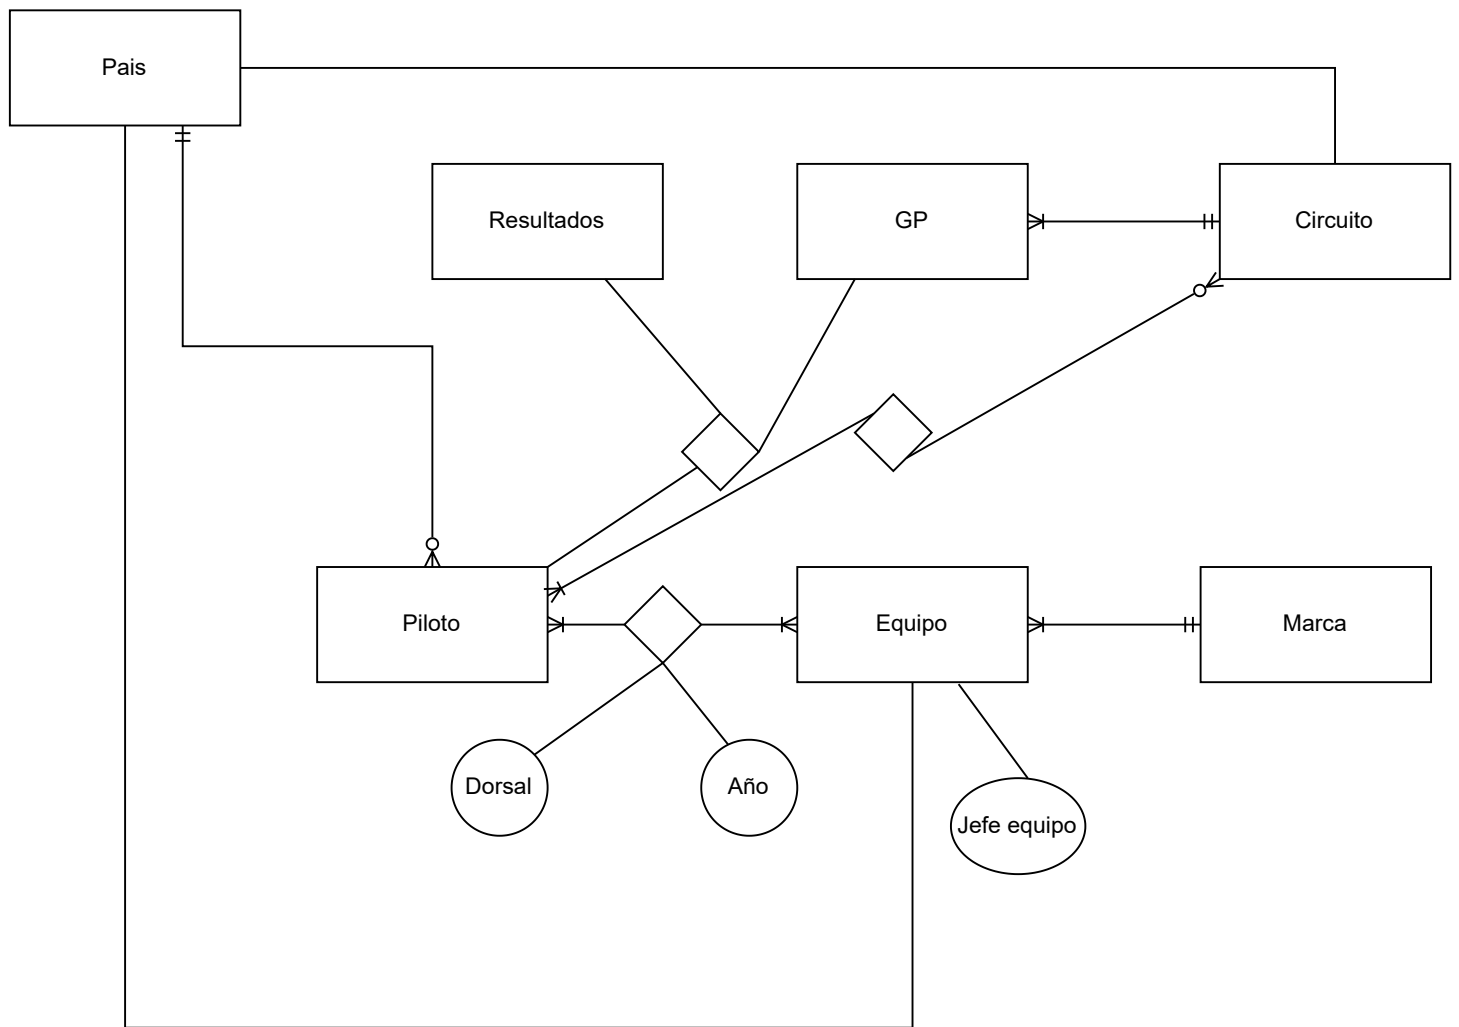 Pais
Resultados
GP
Circuito
Piloto
Equipo
Marca
Dorsal
Año
Jefe equipo